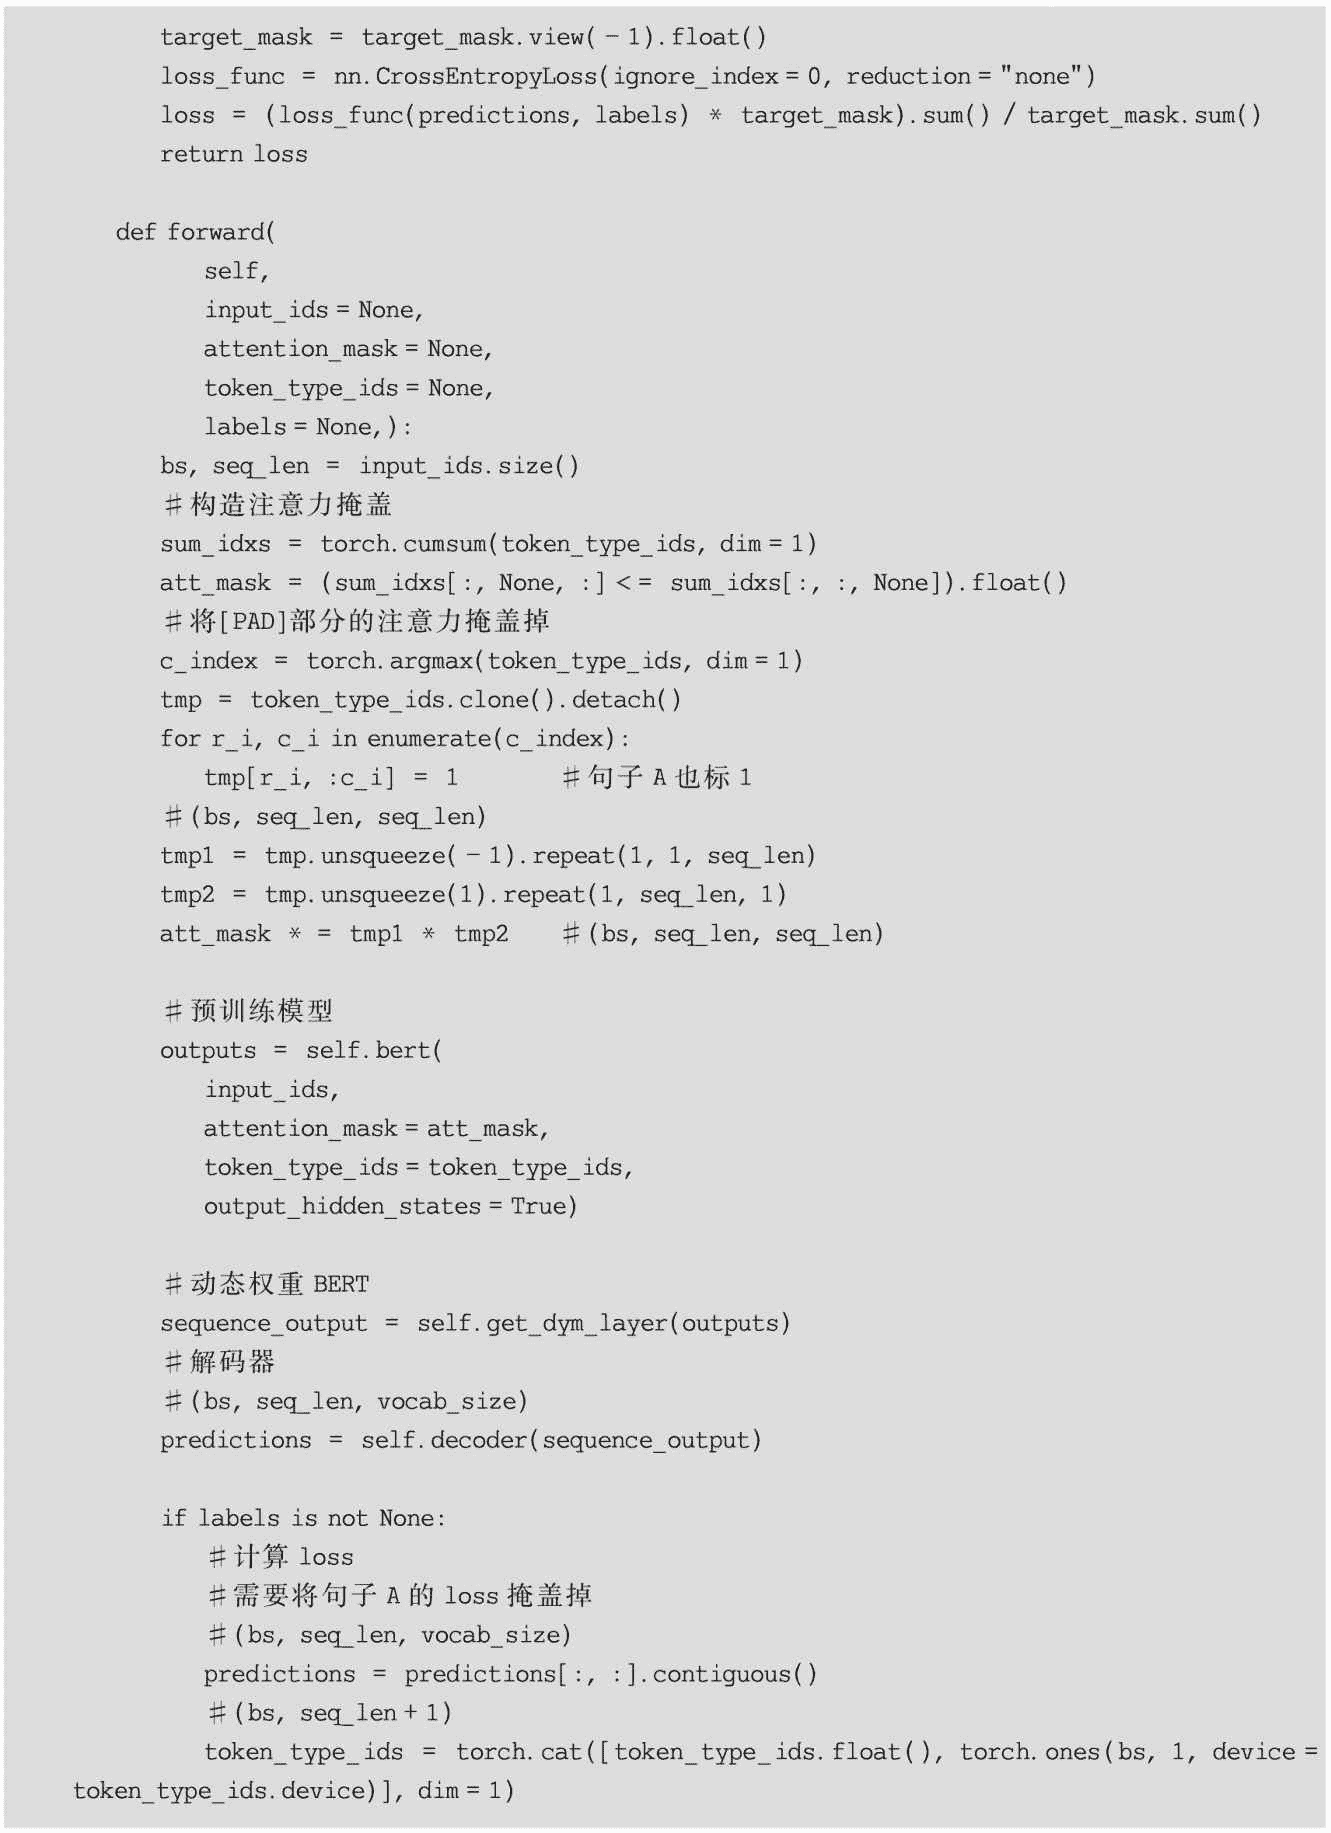 target_mask = target_mask.view(-1).float()
loss_func = nn.CrossEntropyLoss(ignore_index=0, reduction="none")
loss = (loss_func(predictions, labels) * target_mask).sum() / target_mask.sum()
return loss
def forward(
self,
input_ids=None,
attention_mask=None,
token_type_ids=None,
labels=None,):
bs, seq_len = input_ids.size()
#构造注意力掩盖
sum_idxs = torch.cumsum(token_type_ids, dim=1)
att_mask = (sum_idxs[:, None, :] <= sum_idxs[:, :, None]).float()
#将[PAD]部分的注意力掩盖掉
c_index = torch.argmax(token_type_ids, dim=1)
tmp = token_type_ids.clone().detach()
for r_i, c_i in enumerate(c_index):
tmp[r_i, :c_i] = 1 #句子 A 也标 1
#(bs, seq_len, seq_len)
tmp1 = tmp.unsqueeze(-1).repeat(1, 1, seq_len)
tmp2 = tmp.unsqueeze(1).repeat(1, seq_len, 1)
att_mask *= tmp1 * tmp2 #(bs, seq_len, seq_len)
#预训练模型
outputs = self.bert(
input_ids,
attention_mask=att_mask,
token_type_ids=token_type_ids,
output_hidden_states=True)
#动态权重 BERT
sequence_output = self.get_dym_layer(outputs)
#解码器
#(bs, seq_len, vocab_size)
predictions = self.decoder(sequence_output)
if labels is not None:
#计算 loss
#需要将句子 A 的 loss 掩盖掉
#(bs, seq_len, vocab_size)
predictions = predictions[:, :].contiguous()
#(bs, seq_len+1)
token_type_ids = torch.cat([token_type_ids.float(), torch.ones(bs, 1, device=
token_type_ids.device)], dim=1)